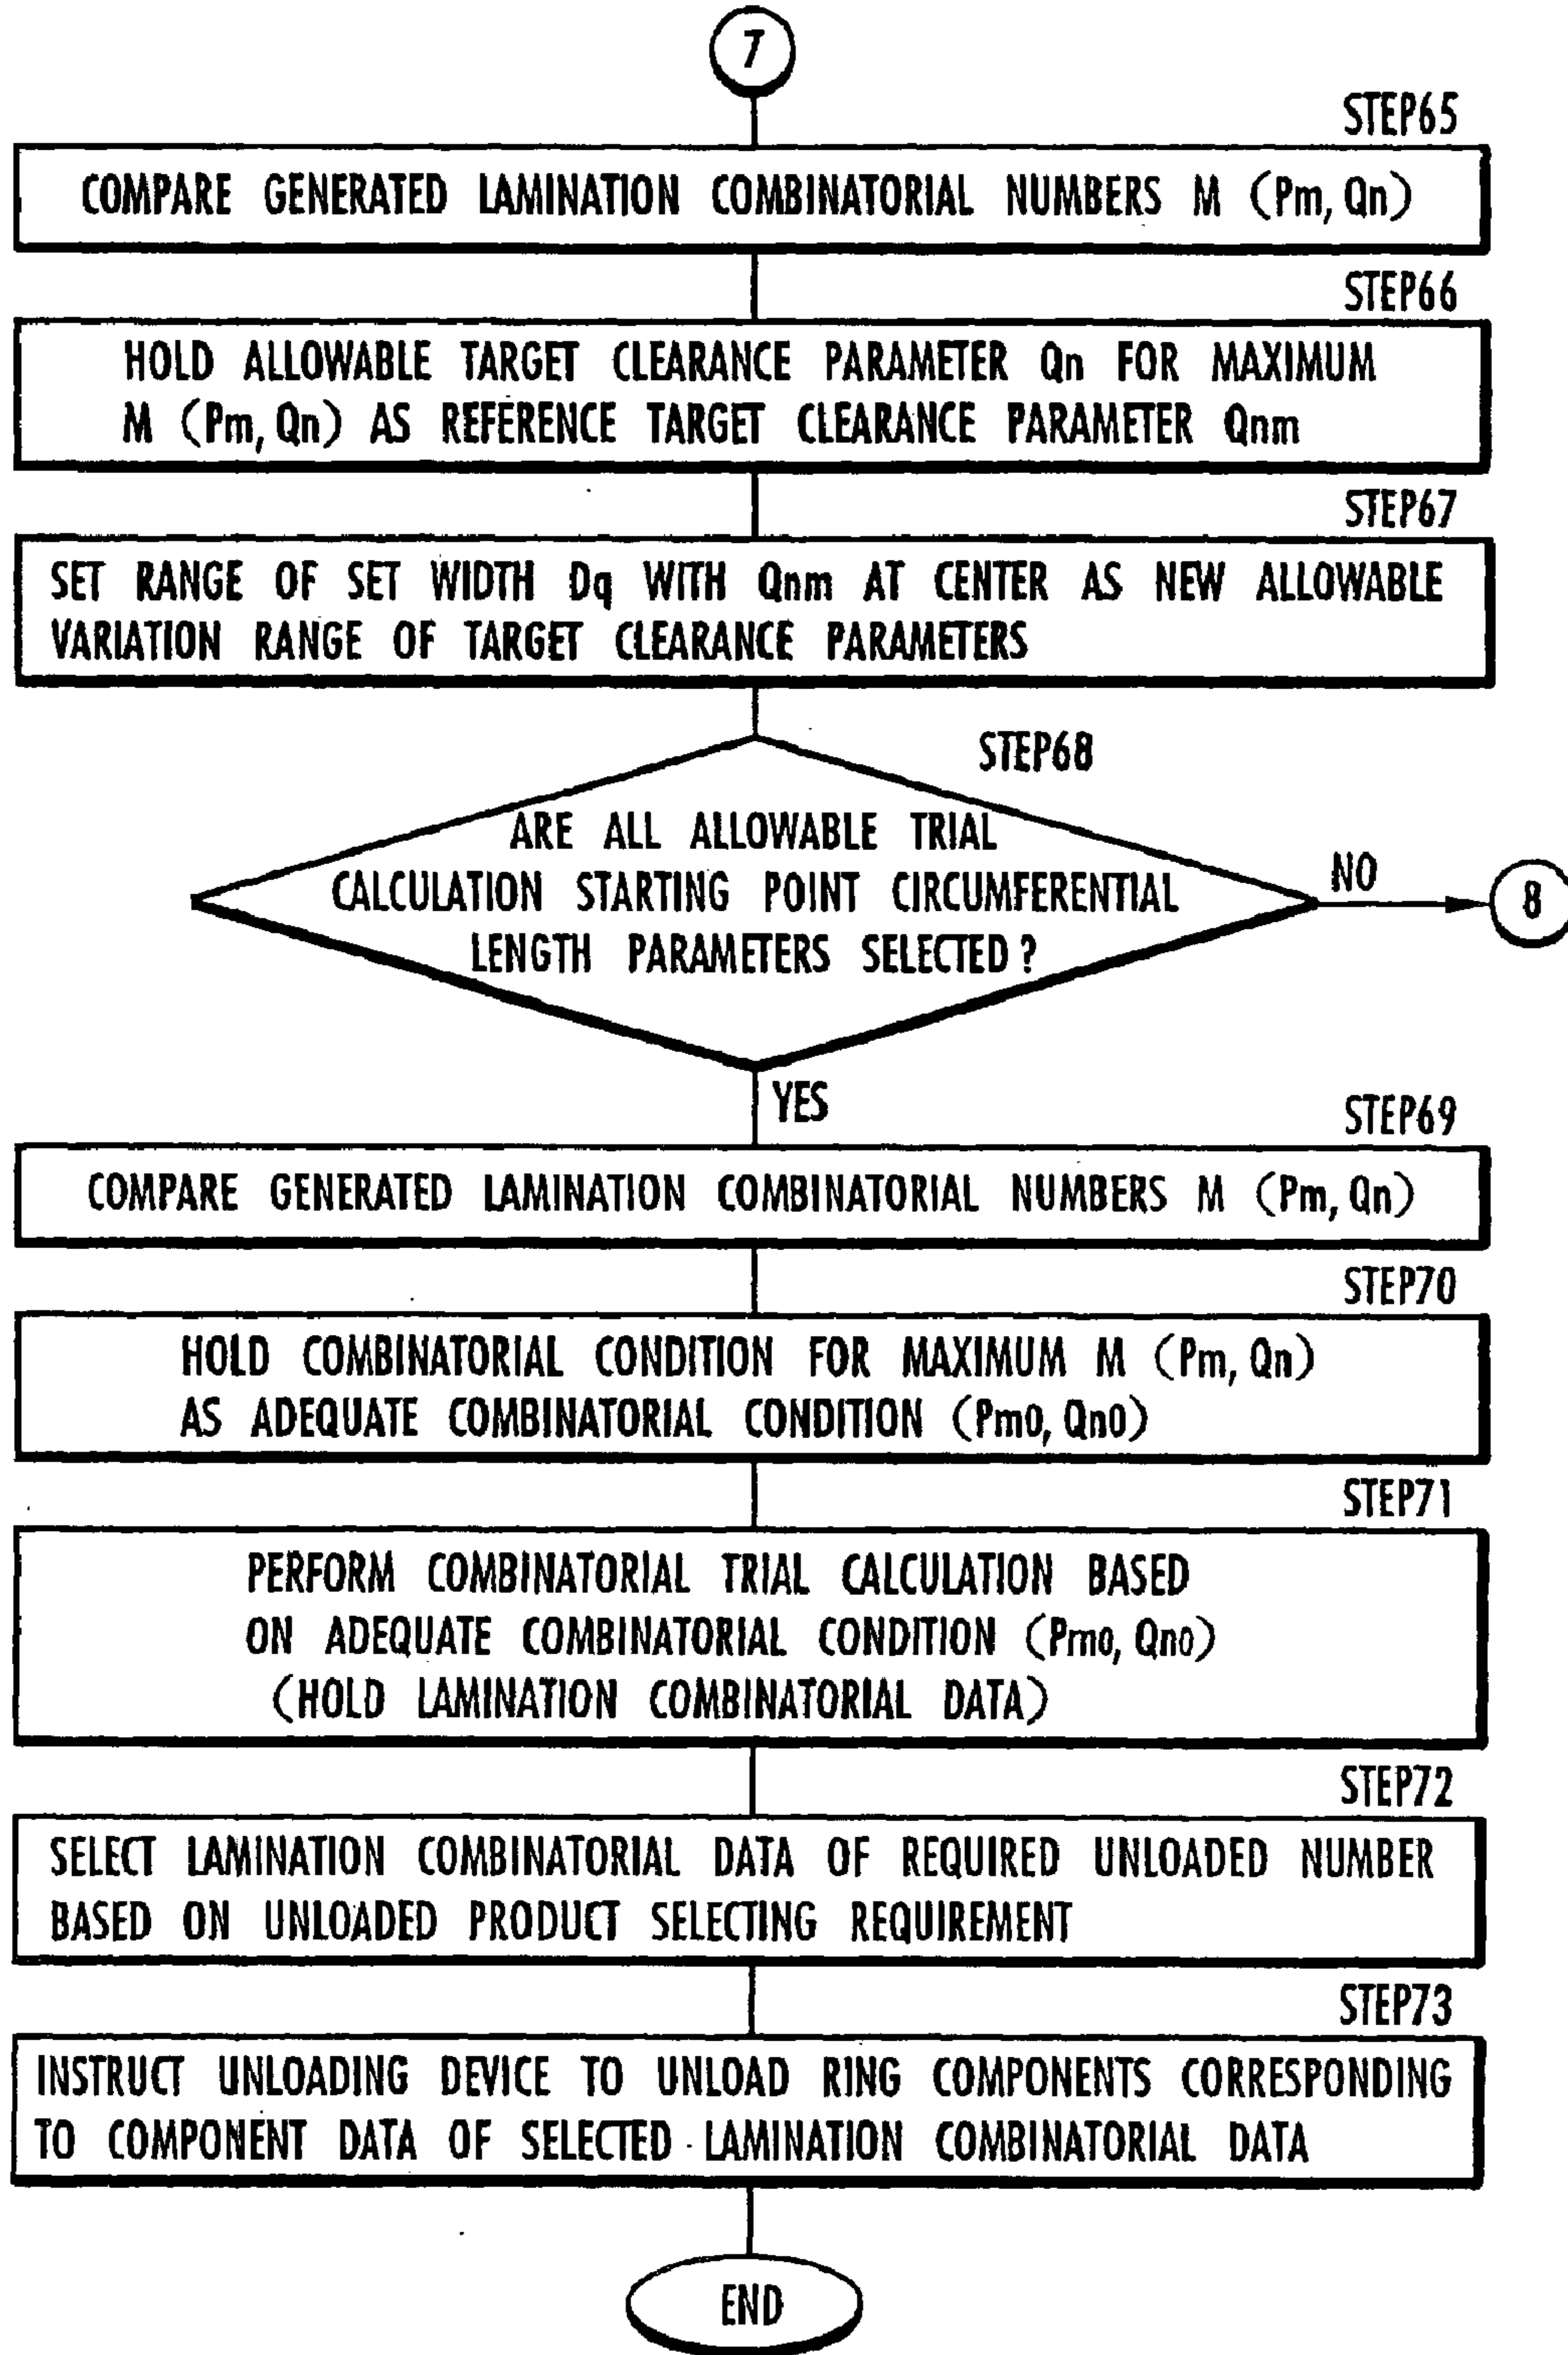 7
STEP65
COMPARE GENERATED LAMINATION COMBINATORIAL NUMBERS M (Pm, Qn)
STEP66
HOLD ALLOWABLE TARGET CLEARANCE PARAMETER Qn FOR MAXIMUM
M (Pm, Qn) AS REFERENCE TARGET CLEARANCE PARAMETER Qnm
STEP67
SET RANGE OF SET WIDTH Dq WITH Qnm AT CENTER AS NEW ALLOWABLE
VARIATION RANGE OF TARGET CLEARANCE PARAMETERS
STEP68
ARE ALL ALLOWABLE TRIAL
CALCULATION STARTING POINT CIRCUMFERENTIAL
LENGTH PARAMETERS SELECTED?
NO
8
YES
STEP69
COMPARE GENERATED LAMINATION COMBINATORIAL NUMBERS M (Pm, Qn)
STEP70
HOLD COMBINATORIAL CONDITION FOR MAXIMUM M (Pm, Qn)
AS ADEQUATE COMBINATORIAL CONDITION (Pm0, Qn0)
STEP71
PERFORM COMBINATORIAL TRIAL CALCULATION BASED
ON ADEQUATE COMBINATORIAL CONDITION (Pm0, Qn0)
(HOLD LAMINATION COMBINATORIAL DATA)
STEP72
SELECT LAMINATION COMBINATORIAL DATA OF REQUIRED UNLOADED NUMBER
BASED ON UNLOADED PRODUCT SELECTING REQUIREMENT
STEP73
INSTRUCT UNLOADING DEVICE TO UNLOAD RING COMPONENTS CORRESPONDING
TO COMPONENT DATA OF SELECTED LAMINATION COMBINATORIAL DATA
END